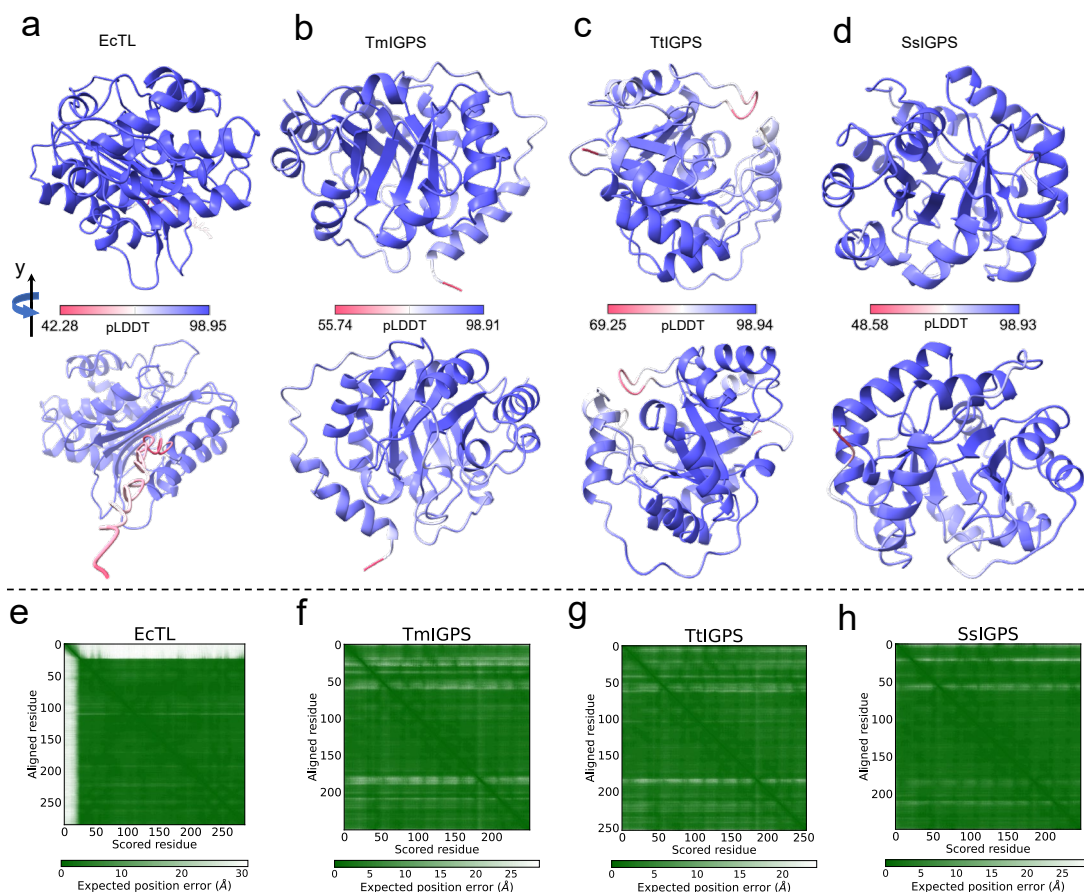 a b c d
EcTL TmIGPS TtIGPS SsIGPS
y
42.28 pLDDT 98.95 55.74 pLDDT 98.91 69.25 pLDDT 98.94 48.58 pLDDT 98.93
e f g h
EcTL TmIGPS TtIGPS SsIGPS
Aligned residue
0
50
100
150
200
250
0 50 100 150 200 250
Scored residue
0 5 10 15 20 25 30
Expected position error (Å)
Aligned residue
0
50
100
150
200
0 50 100 150 200
Scored residue
0 5 10 15 20 25
Expected position error (Å)
Aligned residue
0
50
100
150
200
250
0 50 100 150 200 250
Scored residue
0 5 10 15 20
Expected position error (Å)
Aligned residue
0
50
100
150
200
0 50 100 150 200
Scored residue
0 5 10 15 20 25
Expected position error (Å)